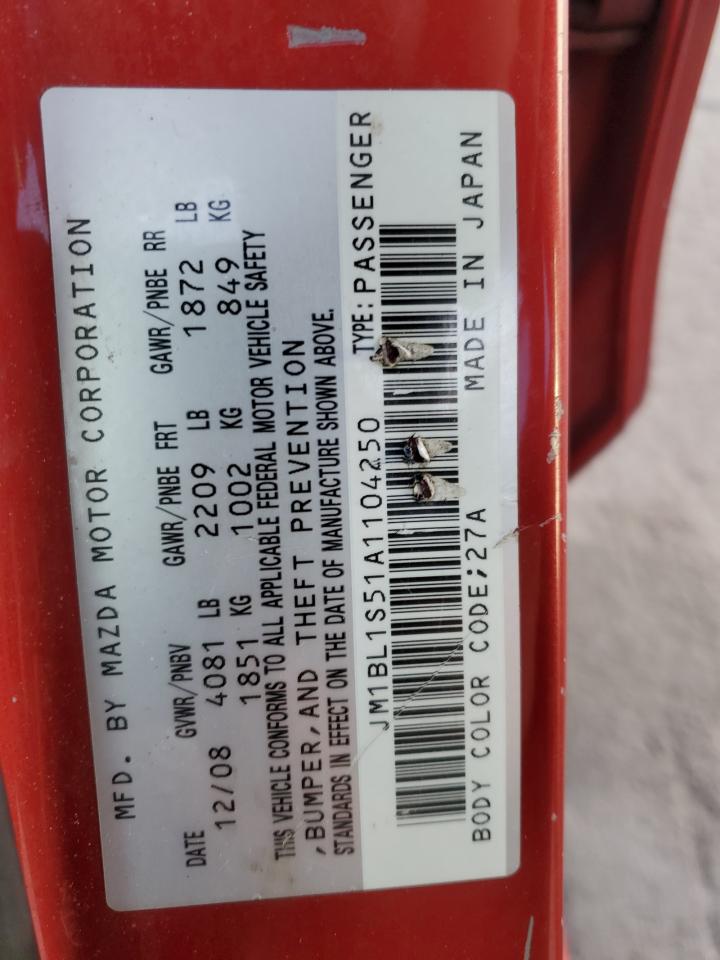 MFD. BY MAZDA MOTOR CORPORATION
DATE GVWR/PNBV GAWR/PNBE FRT GAWR/PNBE RR
12/08 4081 LB 2209 LB 1872 LB
1851 KG 1002 KG 849 KG
THIS VEHICLE CONFORMS TO ALL APPLICABLE FEDERAL MOTOR VEHICLE SAFETY
,BUMPER,AND THEFT PREVENTION
STANDARDS IN EFFECT ON THE DATE OF MANUFACTURE SHOWN ABOVE.
JM1BL1S51A1104250 TYPE:PASSENGER
BODY COLOR CODE;27A MADE IN JAPAN